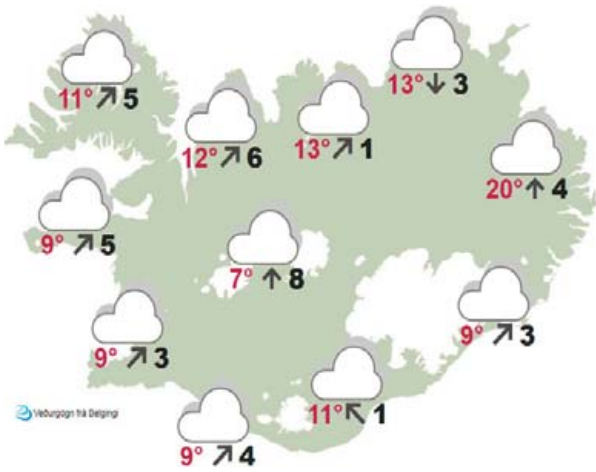 13° ↓ 3
11° ↗ 5
13° ↗ 1
12° ↗ 6
20° ↑ 4
9° ↗ 5
7° ↑ 8
9° ↗ 3
9° ↗ 3
11° ↖ 1
Veðurgögn frá Belgingi
9° ↗ 4